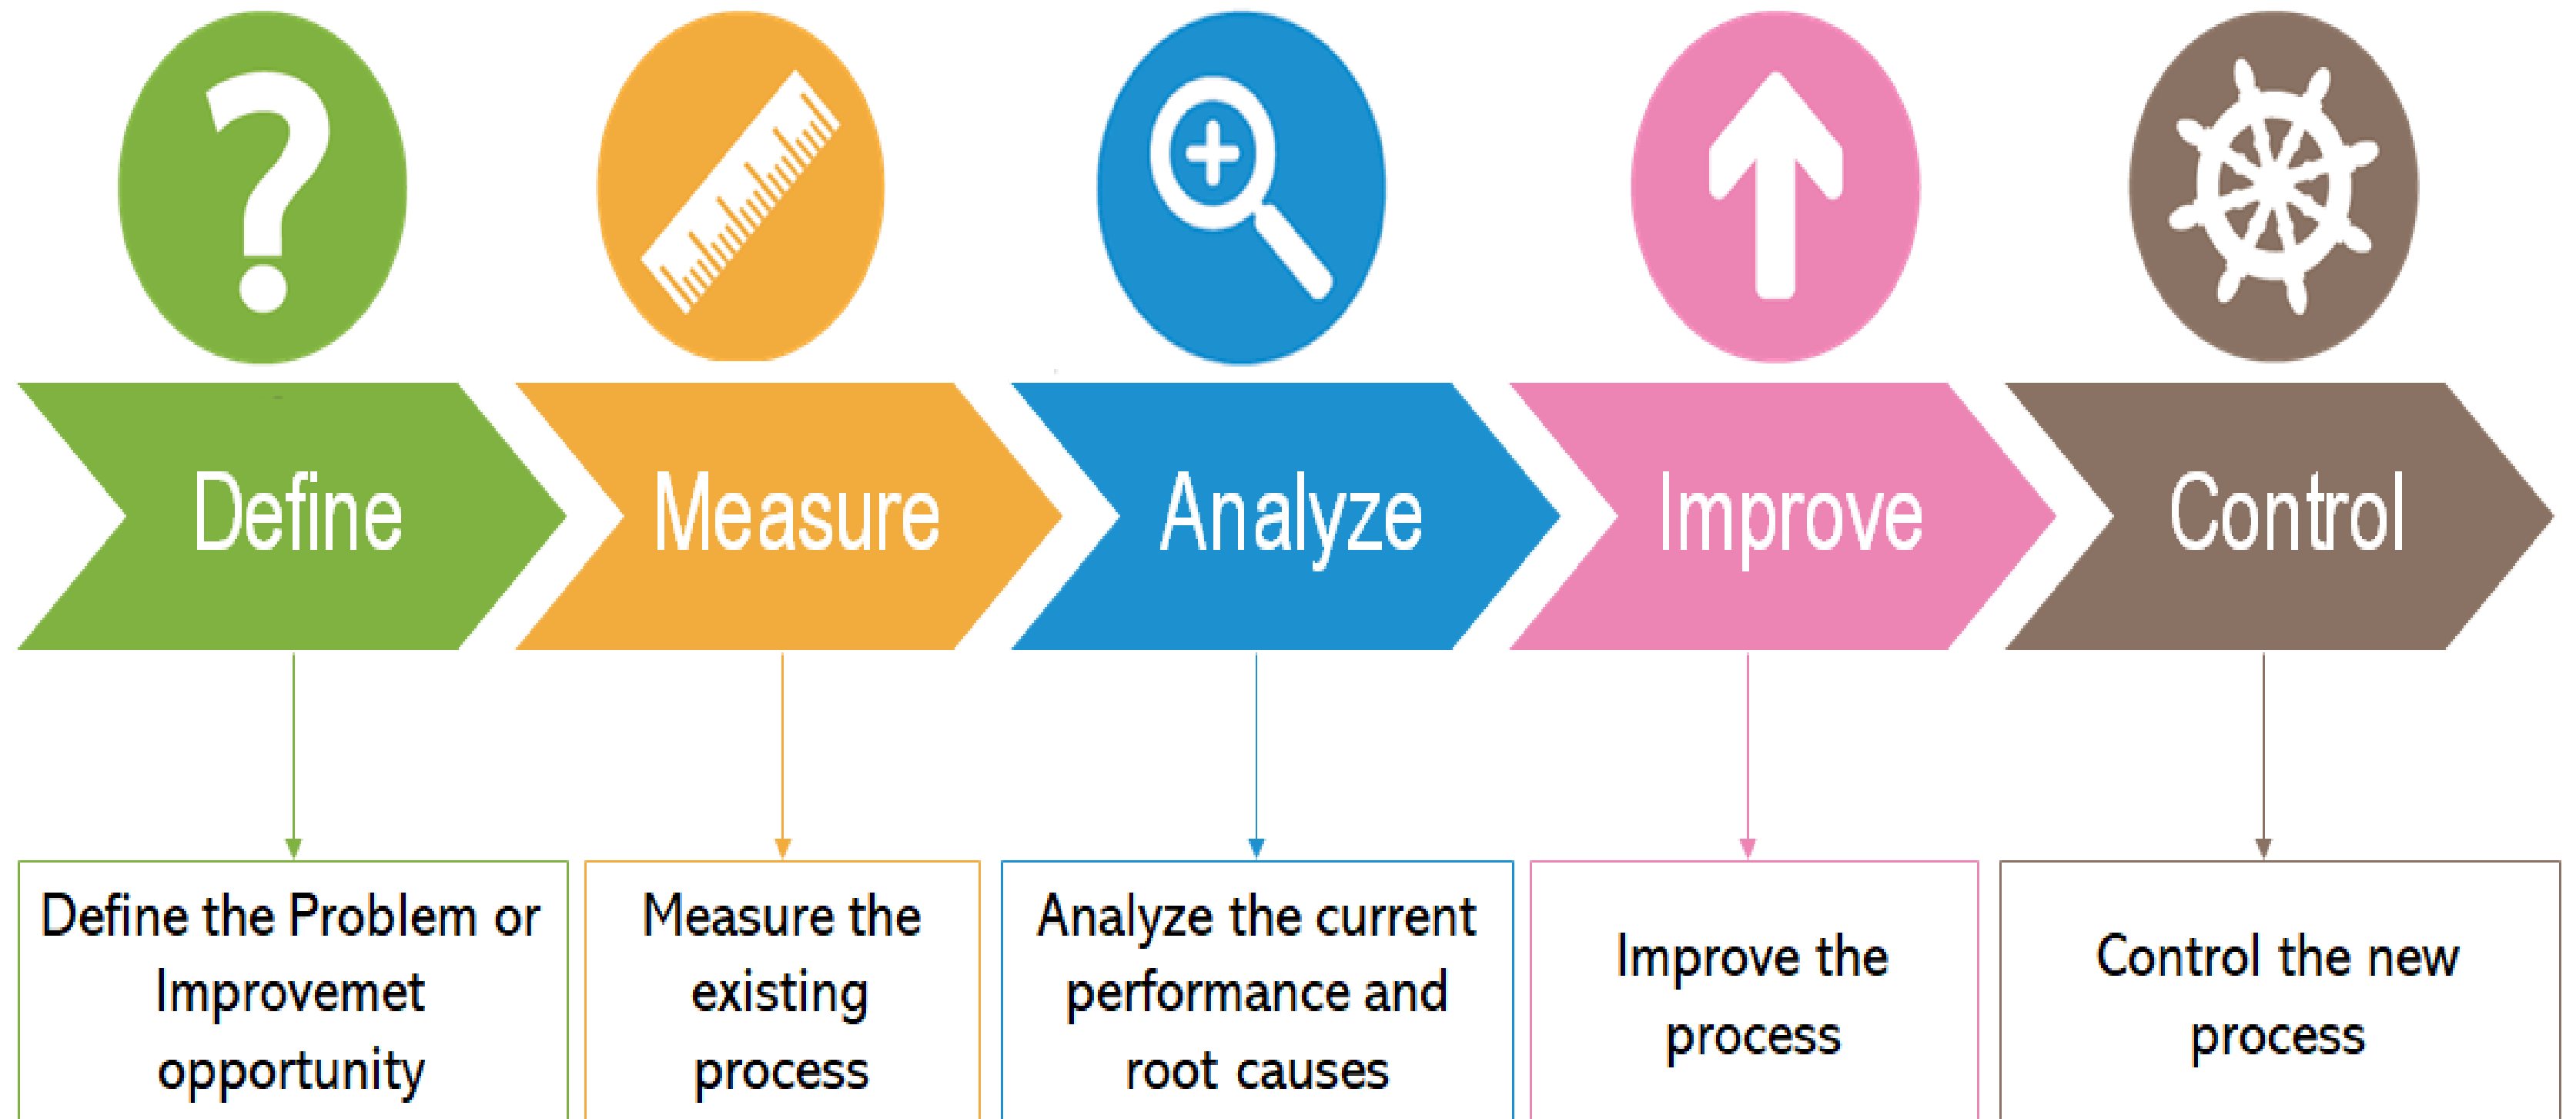 Define
Measure
Analyze
Improve
Control
Define the Problem or
Improvemet
opportunity
Measure the
existing
process
Analyze the current
performance and
root causes
Improve the
process
Control the new
process